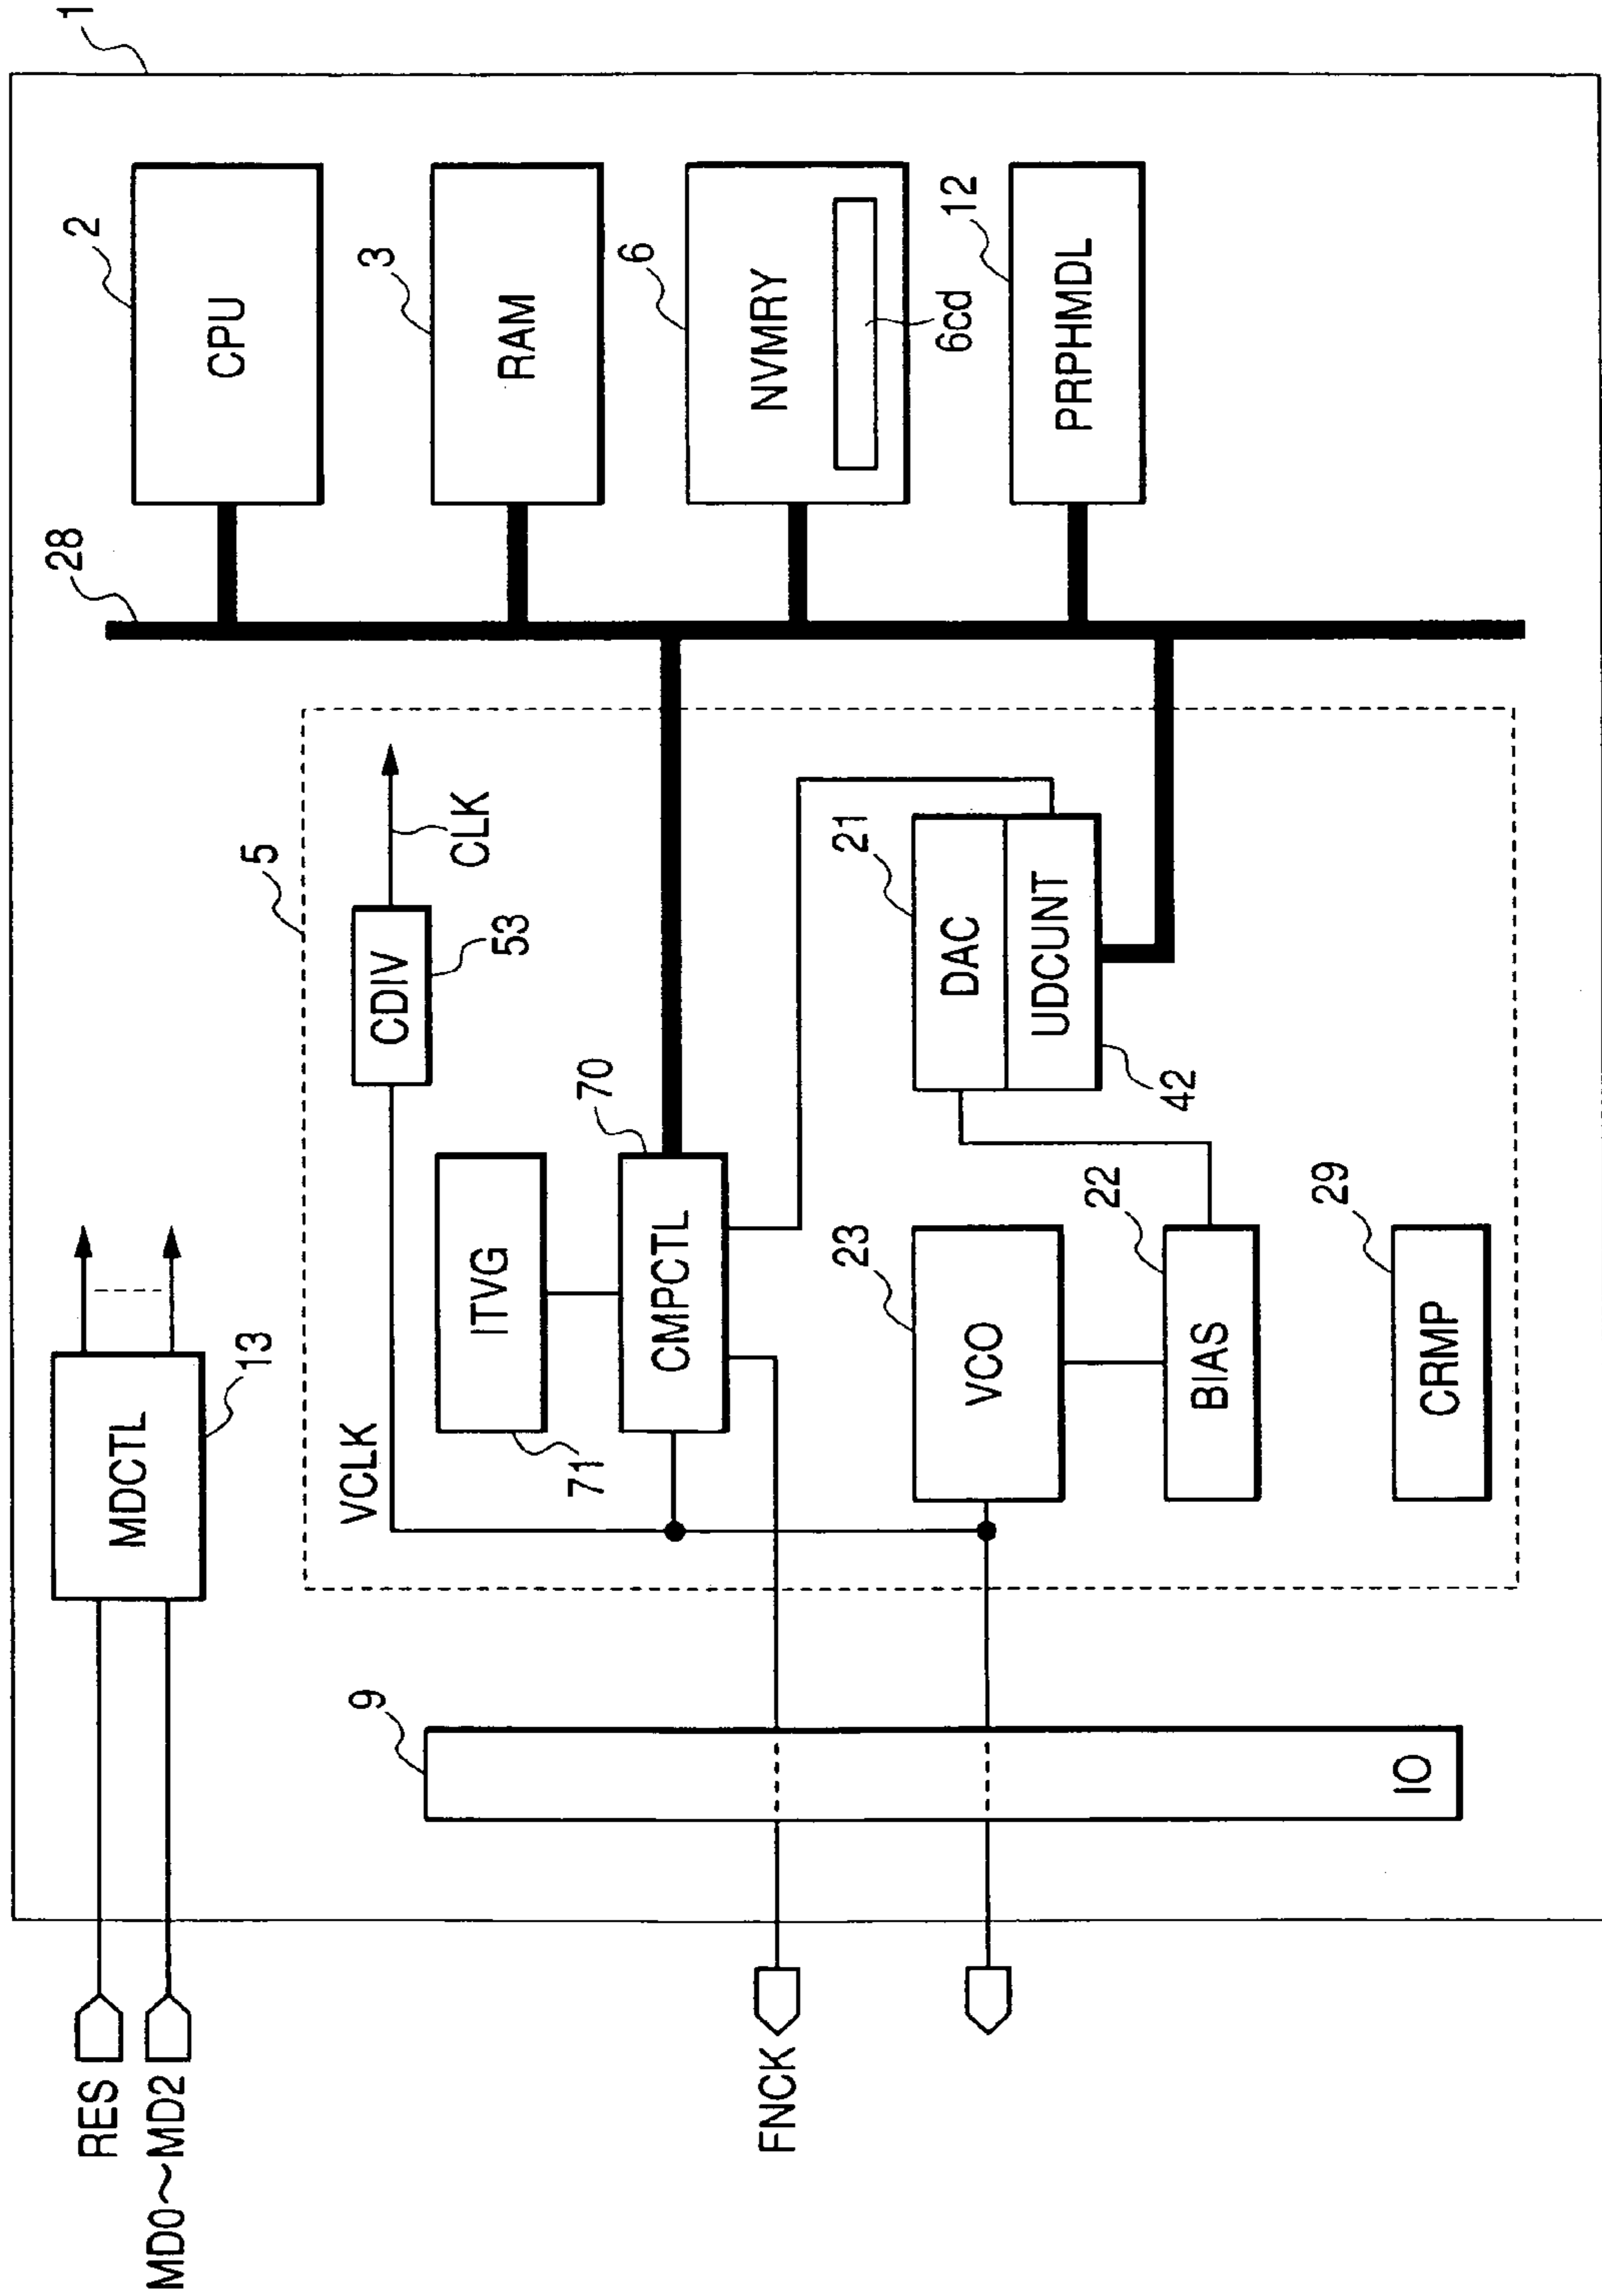 1
RES
MD0~MD2
MDCTL
13
28
2
CPU
5
VCLK
CDIV
53
CLK
3
RAM
ITVG
71
70
CMPCTL
6
NVMRY
6cd
9
FNCK
23
VCO
21
DAC
UDCUNT
42
12
PRPHMDL
22
BIAS
29
CRMP
IO